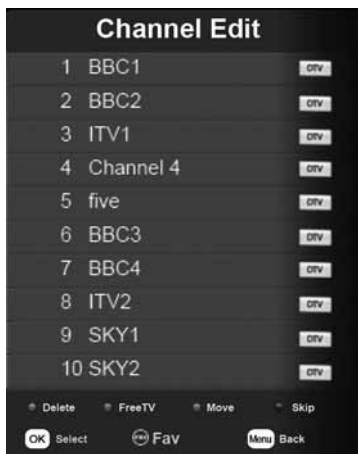 Channel Edit
1 BBC1 DTV
2 BBC2 DTV
3 ITV1 DTV
4 Channel 4 DTV
5 five DTV
6 BBC3 DTV
7 BBC4 DTV
8 ITV2 DTV
9 SKY1 DTV
10 SKY2 DTV
Delete FreeTV Move Skip
OK Select Fav Menu Back